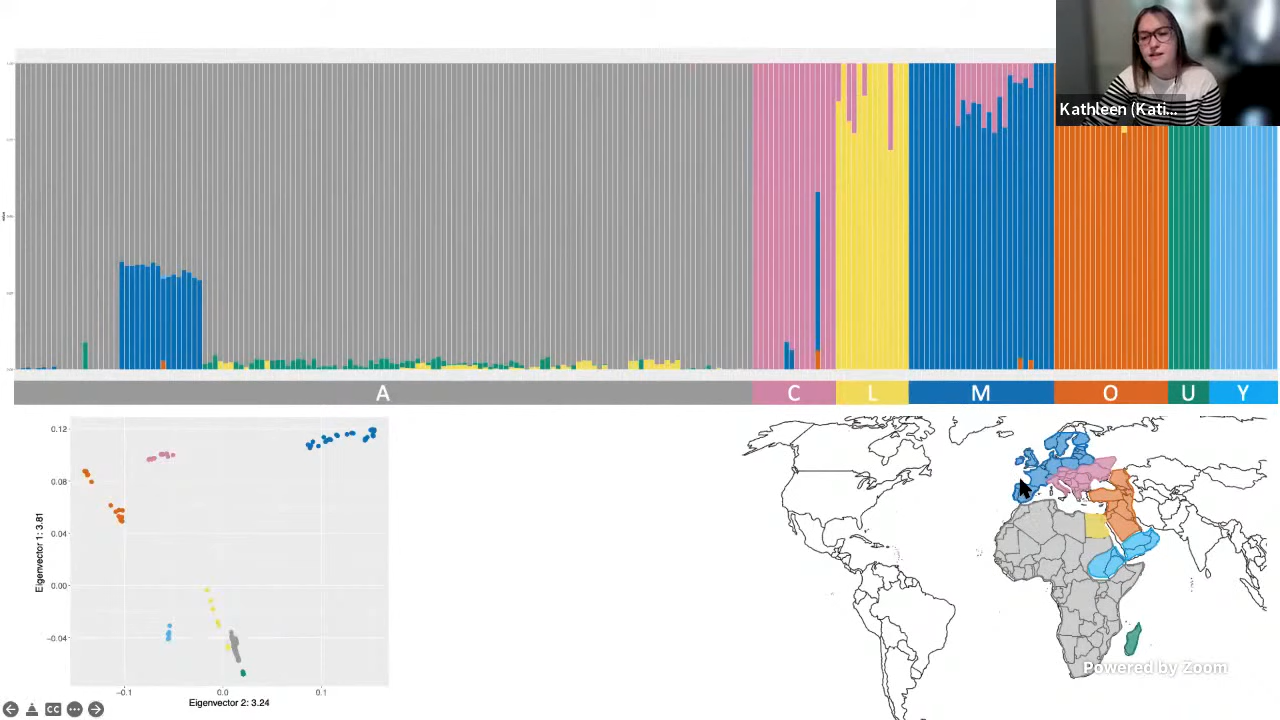 Kathleen (Kati...
A C L M O U Y
0.12
0.08
0.04
0.00
−0.04
Eigenvector 1: 3.81
−0.1 0.0 0.1
Eigenvector 2: 3.24
Powered by Zoom
CC